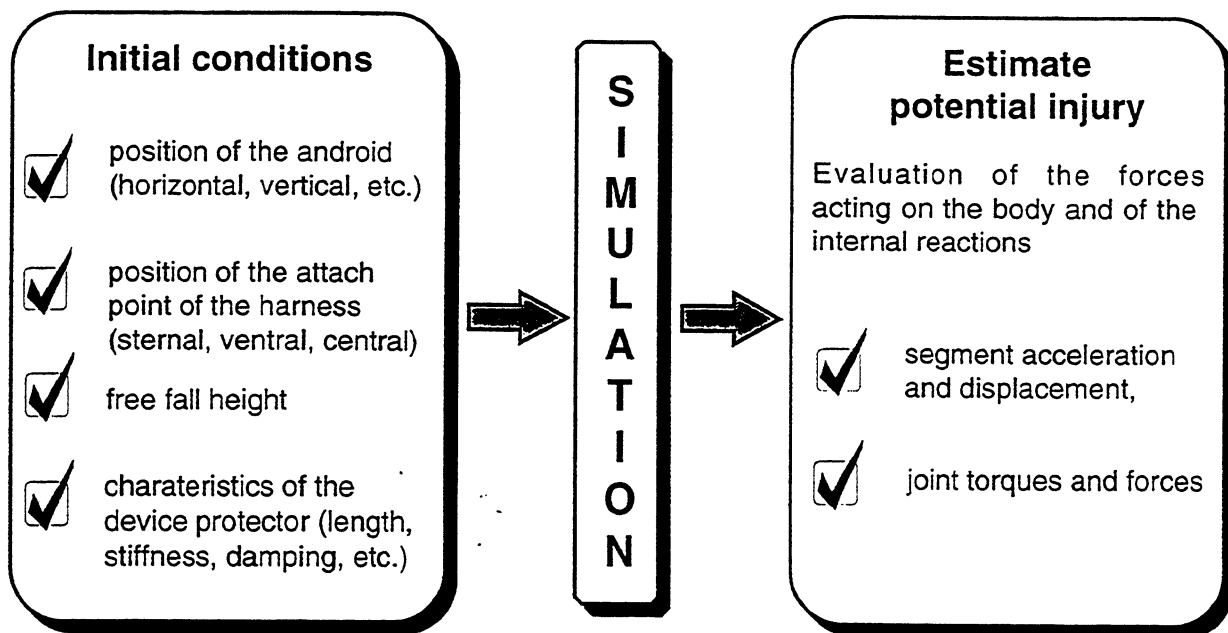 Initial conditions
position of the android
(horizontal, vertical, etc.)
position of the attach
point of the harness
(sternal, ventral, central)
free fall height
charateristics of the
device protector (length,
stiffness, damping, etc.)
SIMULATION
Estimate
potential injury
Evaluation of the forces
acting on the body and of the
internal reactions
segment acceleration
and displacement,
joint torques and forces